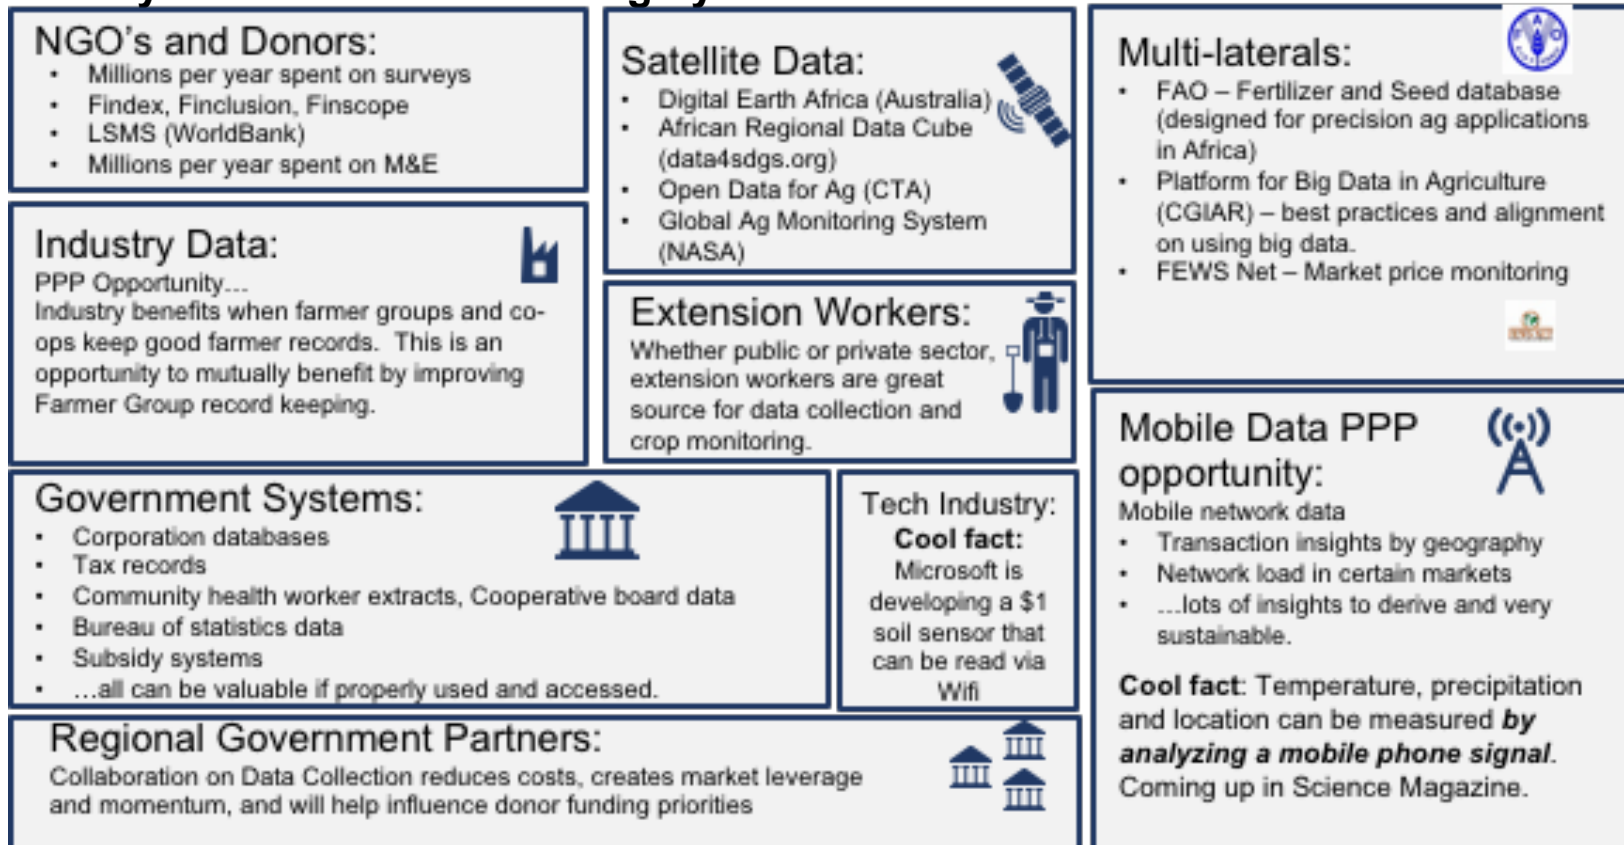 NGO's and Donors:
• Millions per year spent on surveys
• Findex, Finclusion, Finscope
• LSMS (WorldBank)
• Millions per year spent on M&E
Industry Data:
PPP Opportunity...
Industry benefits when farmer groups and co-
ops keep good farmer records. This is an
opportunity to mutually benefit by improving
Farmer Group record keeping.
Satellite Data:
• Digital Earth Africa (Australia)
• African Regional Data Cube
(data4sdgs.org)
• Open Data for Ag (CTA)
• Global Ag Monitoring System
(NASA)
Extension Workers:
Whether public or private sector,
extension workers are great
source for data collection and
crop monitoring.
Multi-laterals:
• FAO – Fertilizer and Seed database
(designed for precision ag applications
in Africa)
• Platform for Big Data in Agriculture
(CGIAR) – best practices and alignment
on using big data.
• FEWS Net – Market price monitoring
Government Systems:
• Corporation databases
• Tax records
• Community health worker extracts, Cooperative board data
• Bureau of statistics data
• Subsidy systems
• ...all can be valuable if properly used and accessed.
Tech Industry:
Cool fact:
Microsoft is
developing a $1
soil sensor that
can be read via
Wifi
Mobile Data PPP
opportunity:
Mobile network data
• Transaction insights by geography
• Network load in certain markets
• ...lots of insights to derive and very
sustainable.
Cool fact: Temperature, precipitation
and location can be measured by
analyzing a mobile phone signal.
Coming up in Science Magazine.
Regional Government Partners:
Collaboration on Data Collection reduces costs, creates market leverage
and momentum, and will help influence donor funding priorities